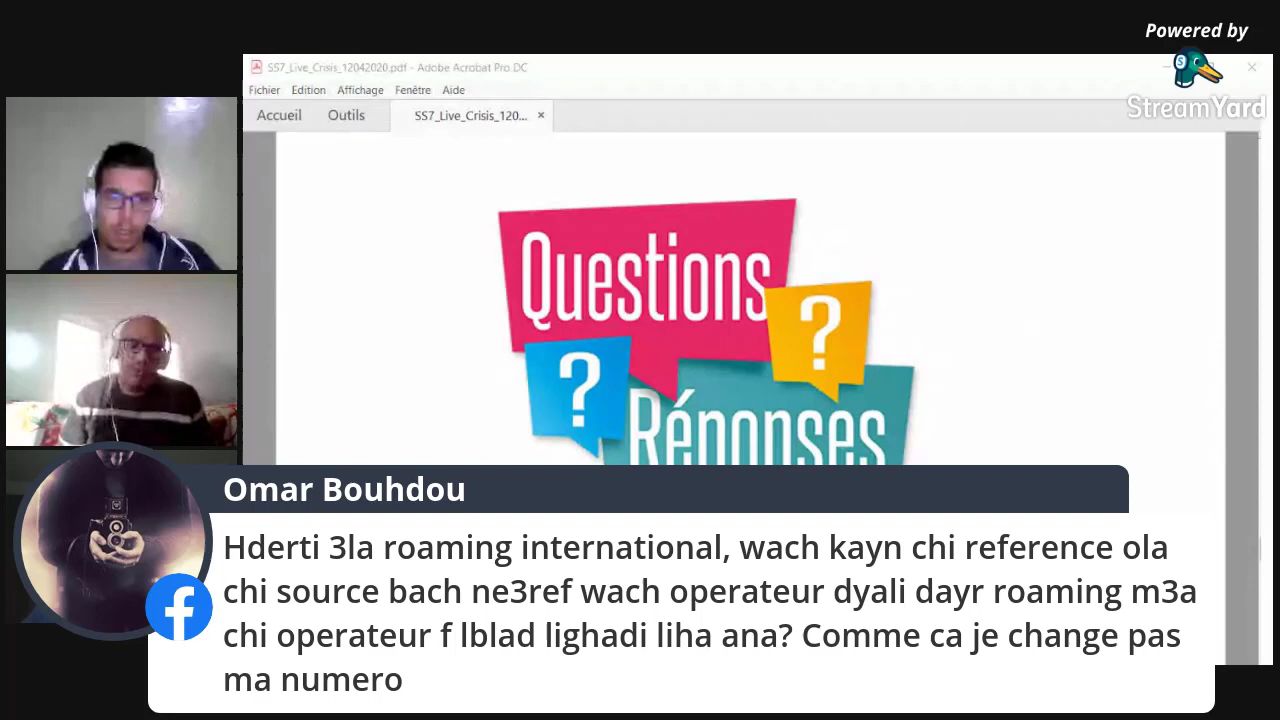 Powered by
StreamYard
SS7_Live_Crisis_12042020.pdf - Adobe Acrobat Pro DC
Fichier Edition Affichage Fenêtre Aide
Accueil Outils SS7_Live_Crisis_120... ×
Questions
?
?
Réponses
Omar Bouhdou
Hderti 3la roaming international, wach kayn chi reference ola
chi source bach ne3ref wach operateur dyali dayr roaming m3a
chi operateur f lblad lighadi liha ana? Comme ca je change pas
ma numero